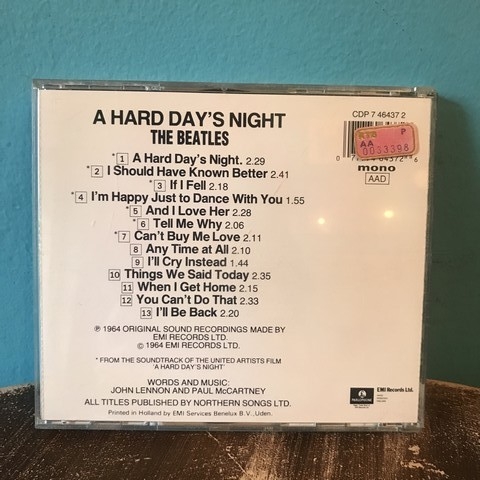 A HARD DAY'S NIGHT
THE BEATLES
CDP 7 46437 2
P
AA
0033398
mono
AAD
* 1 A Hard Day's Night. 2.29
* 2 I Should Have Known Better 2.41
* 3 If I Fell 2.18
* 4 I'm Happy Just to Dance With You 1.55
* 5 And I Love Her 2.28
* 6 Tell Me Why 2.06
* 7 Can't Buy Me Love 2.11
8 Any Time at All 2.10
9 I'll Cry Instead 1.44
10 Things We Said Today 2.35
11 When I Get Home 2.15
12 You Can't Do That 2.33
13 I'll Be Back 2.20
℗ 1964 ORIGINAL SOUND RECORDINGS MADE BY
EMI RECORDS LTD.
© 1964 EMI RECORDS LTD.
* FROM THE SOUNDTRACK OF THE UNITED ARTISTS FILM
'A HARD DAY'S NIGHT'
WORDS AND MUSIC:
JOHN LENNON AND PAUL McCARTNEY
ALL TITLES PUBLISHED BY NORTHERN SONGS LTD.
Printed in Holland by EMI Services Benelux B.V., Uden.
PARLOPHONE
EMI Records Ltd.